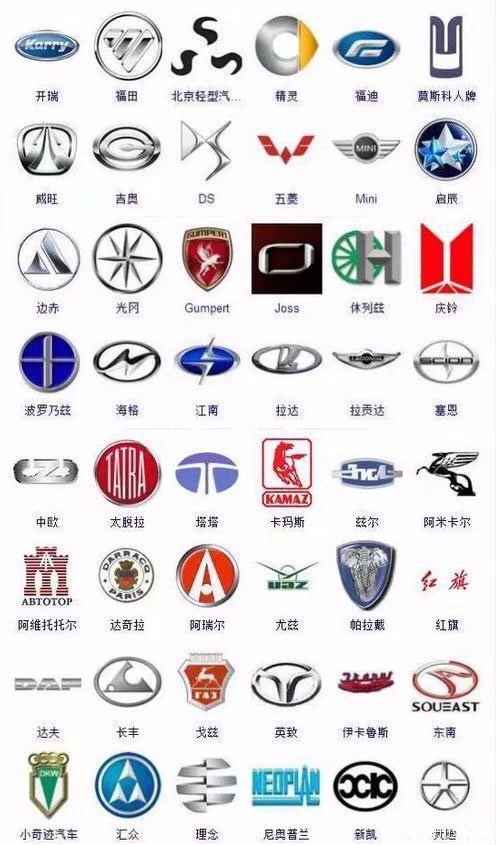 Karry
开瑞 福田 北京轻型汽... 精灵 福迪 莫斯科人牌
MINI
威旺 吉奥 DS 五菱 Mini 启辰
GUMPERT
边赤 光冈 Gumpert Joss 休列兹 庆铃
LAGONDA SCION
波罗乃兹 海格 江南 拉达 拉贡达 塞恩
TATRA KAMAZ ЗИЛ
中欧 太脱拉 塔塔 卡玛斯 兹尔 阿米卡尔
АВТОТОР DARRACQ PARIS UAZ 红旗
阿维托托尔 达奇拉 阿瑞尔 尤兹 帕拉戴 红旗
DAF ГАЗ Ikarus SOUEAST
达夫 长丰 戈兹 英致 伊卡鲁斯 东南
DKW NEOPLAN
小奇迹汽车 汇众 理念 尼奥普兰 新凯